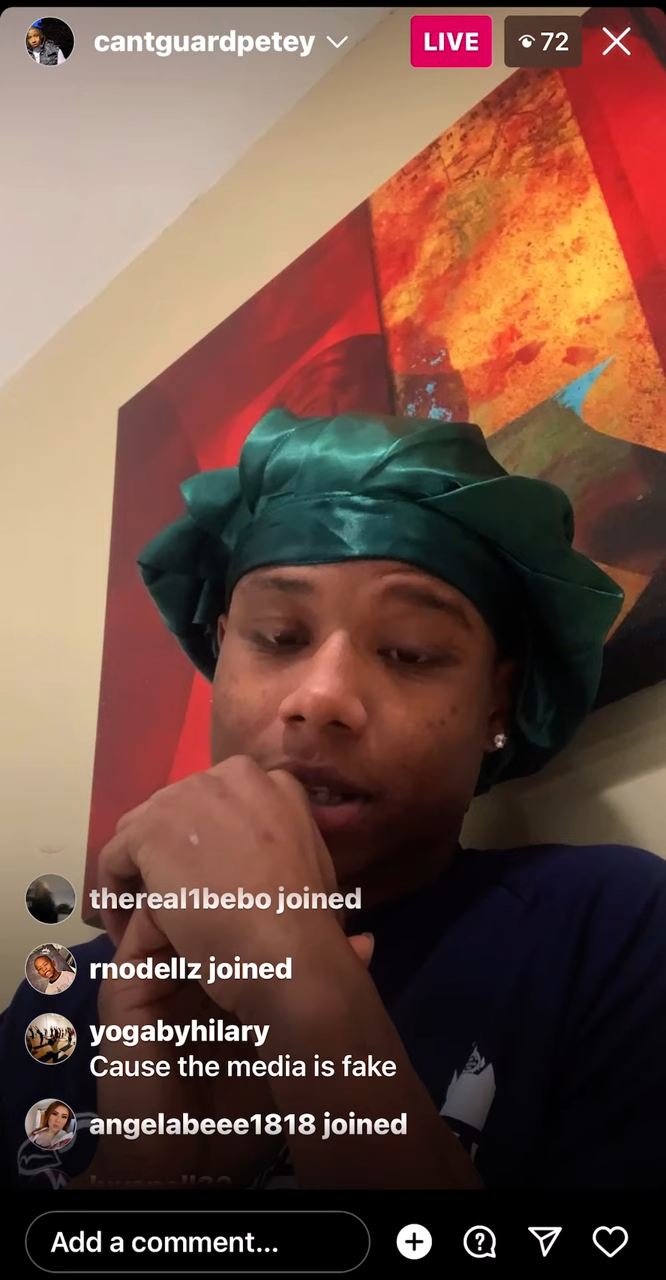 cantguardpetey
LIVE
72
thereal1bebo joined
rnodellz joined
yogabyhilary
Cause the media is fake
angelabeee1818 joined
Add a comment...